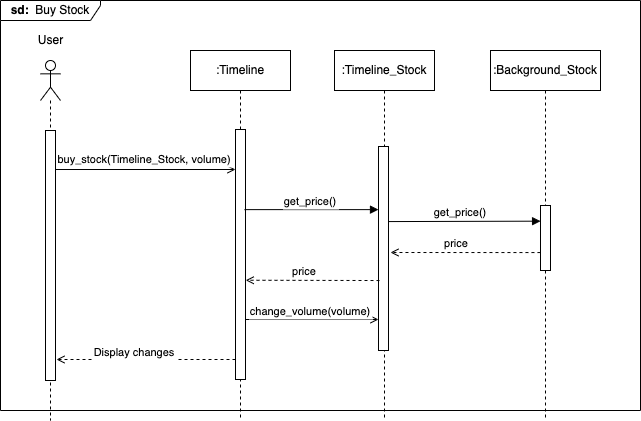 sd: Buy Stock
User
:Timeline
:Timeline_Stock
:Background_Stock
buy_stock(Timeline_Stock, volume)
get_price()
get_price()
price
price
change_volume(volume)
Display changes